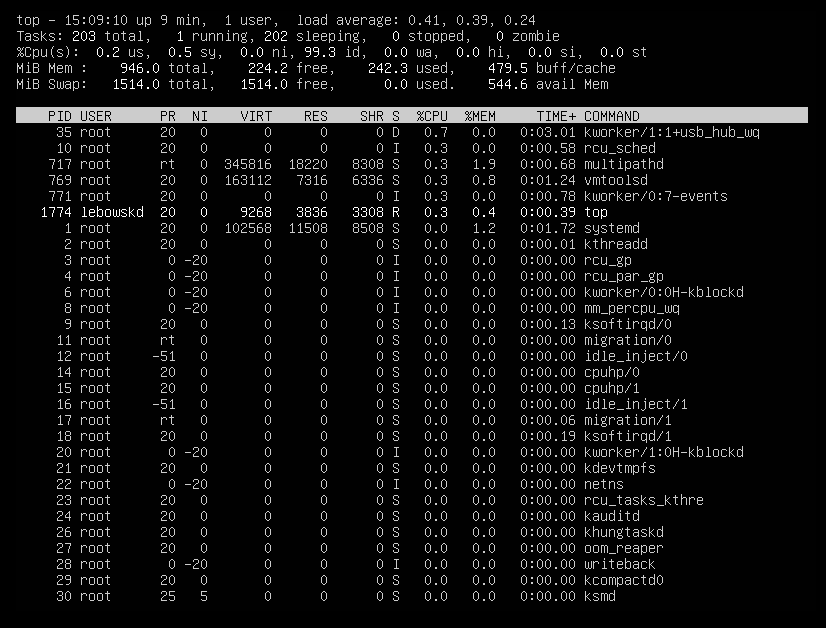 top - 15:09:10 up 9 min,  1 user,  load average: 0.41, 0.39, 0.24
Tasks: 203 total,   1 running, 202 sleeping,   0 stopped,   0 zombie
%Cpu(s):  0.2 us,  0.5 sy,  0.0 ni, 99.3 id,  0.0 wa,  0.0 hi,  0.0 si,  0.0 st
MiB Mem :    946.0 total,    224.2 free,    242.3 used,    479.5 buff/cache
MiB Swap:   1514.0 total,   1514.0 free,      0.0 used.    544.6 avail Mem
PID USER      PR  NI    VIRT    RES    SHR S  %CPU  %MEM     TIME+ COMMAND
35 root      20   0       0      0      0 D   0.7   0.0   0:03.01 kworker/1:1+usb_hub_wq
10 root      20   0       0      0      0 I   0.3   0.0   0:00.58 rcu_sched
717 root      rt   0  345816  18220   8308 S   0.3   1.9   0:00.68 multipathd
769 root      20   0  163112   7316   6336 S   0.3   0.8   0:01.24 vmtoolsd
771 root      20   0       0      0      0 I   0.3   0.0   0:00.78 kworker/0:7-events
1774 lebowskd  20   0    9268   3836   3308 R   0.3   0.4   0:00.39 top
1 root      20   0  102568  11508   8508 S   0.0   1.2   0:01.72 systemd
2 root      20   0       0      0      0 S   0.0   0.0   0:00.01 kthreadd
3 root       0 -20       0      0      0 I   0.0   0.0   0:00.00 rcu_gp
4 root       0 -20       0      0      0 I   0.0   0.0   0:00.00 rcu_par_gp
6 root       0 -20       0      0      0 I   0.0   0.0   0:00.00 kworker/0:0H-kblockd
8 root       0 -20       0      0      0 I   0.0   0.0   0:00.00 mm_percpu_wq
9 root      20   0       0      0      0 S   0.0   0.0   0:00.13 ksoftirqd/0
11 root      rt   0       0      0      0 S   0.0   0.0   0:00.00 migration/0
12 root     -51   0       0      0      0 S   0.0   0.0   0:00.00 idle_inject/0
14 root      20   0       0      0      0 S   0.0   0.0   0:00.00 cpuhp/0
15 root      20   0       0      0      0 S   0.0   0.0   0:00.00 cpuhp/1
16 root     -51   0       0      0      0 S   0.0   0.0   0:00.00 idle_inject/1
17 root      rt   0       0      0      0 S   0.0   0.0   0:00.06 migration/1
18 root      20   0       0      0      0 S   0.0   0.0   0:00.19 ksoftirqd/1
20 root       0 -20       0      0      0 I   0.0   0.0   0:00.00 kworker/1:0H-kblockd
21 root      20   0       0      0      0 S   0.0   0.0   0:00.00 kdevtmpfs
22 root       0 -20       0      0      0 I   0.0   0.0   0:00.00 netns
23 root      20   0       0      0      0 S   0.0   0.0   0:00.00 rcu_tasks_kthre
24 root      20   0       0      0      0 S   0.0   0.0   0:00.00 kauditd
26 root      20   0       0      0      0 S   0.0   0.0   0:00.00 khungtaskd
27 root      20   0       0      0      0 S   0.0   0.0   0:00.00 oom_reaper
28 root       0 -20       0      0      0 I   0.0   0.0   0:00.00 writeback
29 root      20   0       0      0      0 S   0.0   0.0   0:00.00 kcompactd0
30 root      25   5       0      0      0 S   0.0   0.0   0:00.00 ksmd